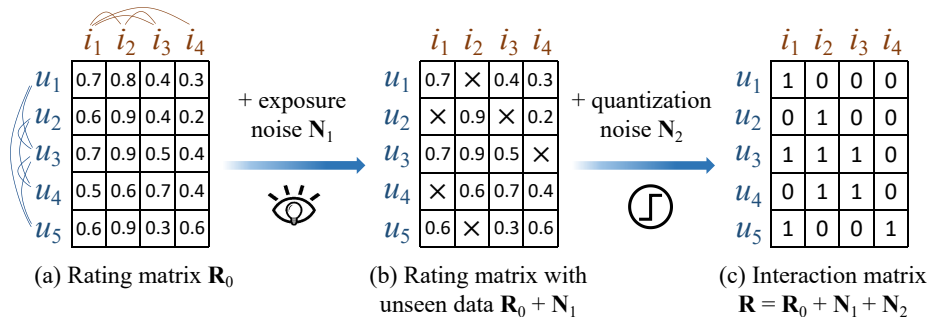 i1 i2 i3 i4
u1 0.7 0.8 0.4 0.3
u2 0.6 0.9 0.4 0.2
u3 0.7 0.9 0.5 0.4
u4 0.5 0.6 0.7 0.4
u5 0.6 0.9 0.3 0.6
(a) Rating matrix R0
+ exposure
noise N1
i1 i2 i3 i4
u1 0.7 × 0.4 0.3
u2 × 0.9 × 0.2
u3 0.7 0.9 0.5 ×
u4 × 0.6 0.7 0.4
u5 0.6 × 0.3 0.6
(b) Rating matrix with
unseen data R0 + N1
+ quantization
noise N2
i1 i2 i3 i4
u1 1 0 0 0
u2 0 1 0 0
u3 1 1 1 0
u4 0 1 1 0
u5 1 0 0 1
(c) Interaction matrix
R = R0 + N1 + N2